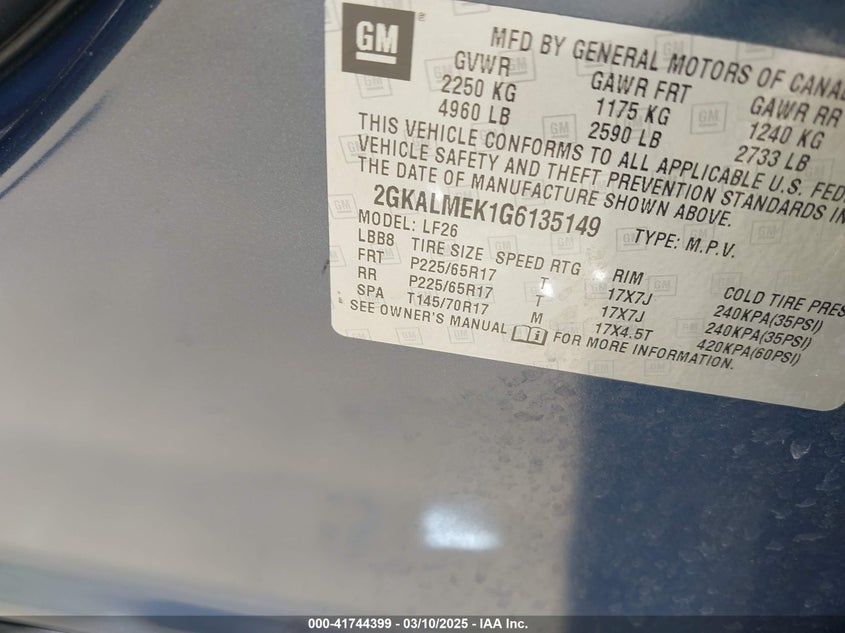 GM ®
MFD BY GENERAL MOTORS OF CANAD
GVWR GAWR FRT GAWR RR
2250 KG 1175 KG 1240 KG
4960 LB 2590 LB 2733 LB
THIS VEHICLE CONFORMS TO ALL APPLICABLE U.S. FED
VEHICLE SAFETY AND THEFT PREVENTION STANDARDS IN
THE DATE OF MANUFACTURE SHOWN ABOVE.
2GKALMEK1G6135149 TYPE: M.P.V.
MODEL: LF26
LBB8 TIRE SIZE SPEED RTG RIM COLD TIRE PRES
FRT P225/65R17 T 17X7J 240KPA(35PSI)
RR P225/65R17 T 17X7J 240KPA(35PSI)
SPA T145/70R17 M 17X4.5T 420KPA(60PSI)
SEE OWNER'S MANUAL FOR MORE INFORMATION.
000-41744399 — 03/10/2025 — IAA Inc.